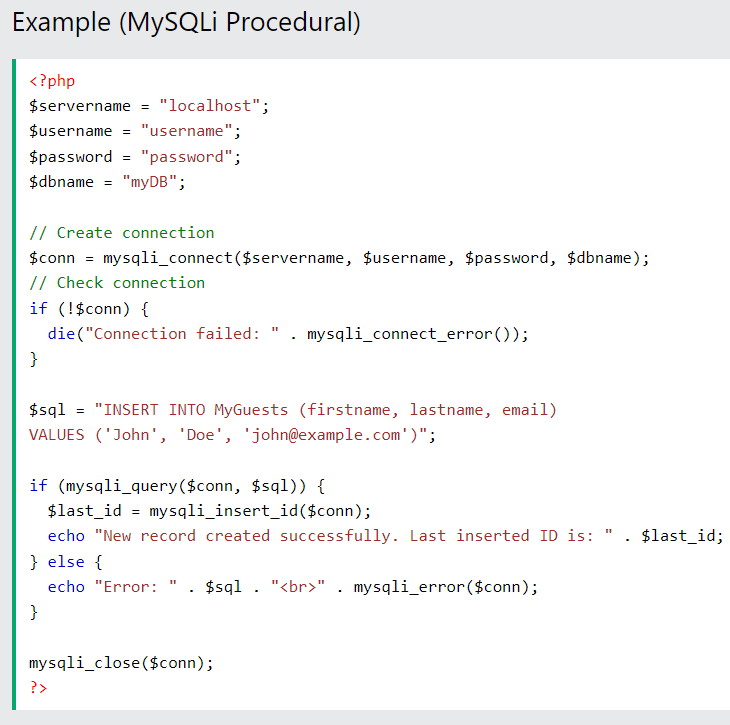 Example (MySQLi Procedural)
<?php
$servername = "localhost";
$username = "username";
$password = "password";
$dbname = "myDB";
// Create connection
$conn = mysqli_connect($servername, $username, $password, $dbname);
// Check connection
if (!$conn) {
  die("Connection failed: " . mysqli_connect_error());
}
$sql = "INSERT INTO MyGuests (firstname, lastname, email)
VALUES ('John', 'Doe', 'john@example.com')";
if (mysqli_query($conn, $sql)) {
  $last_id = mysqli_insert_id($conn);
  echo "New record created successfully. Last inserted ID is: " . $last_id;
} else {
  echo "Error: " . $sql . "<br>" . mysqli_error($conn);
}
mysqli_close($conn);
?>